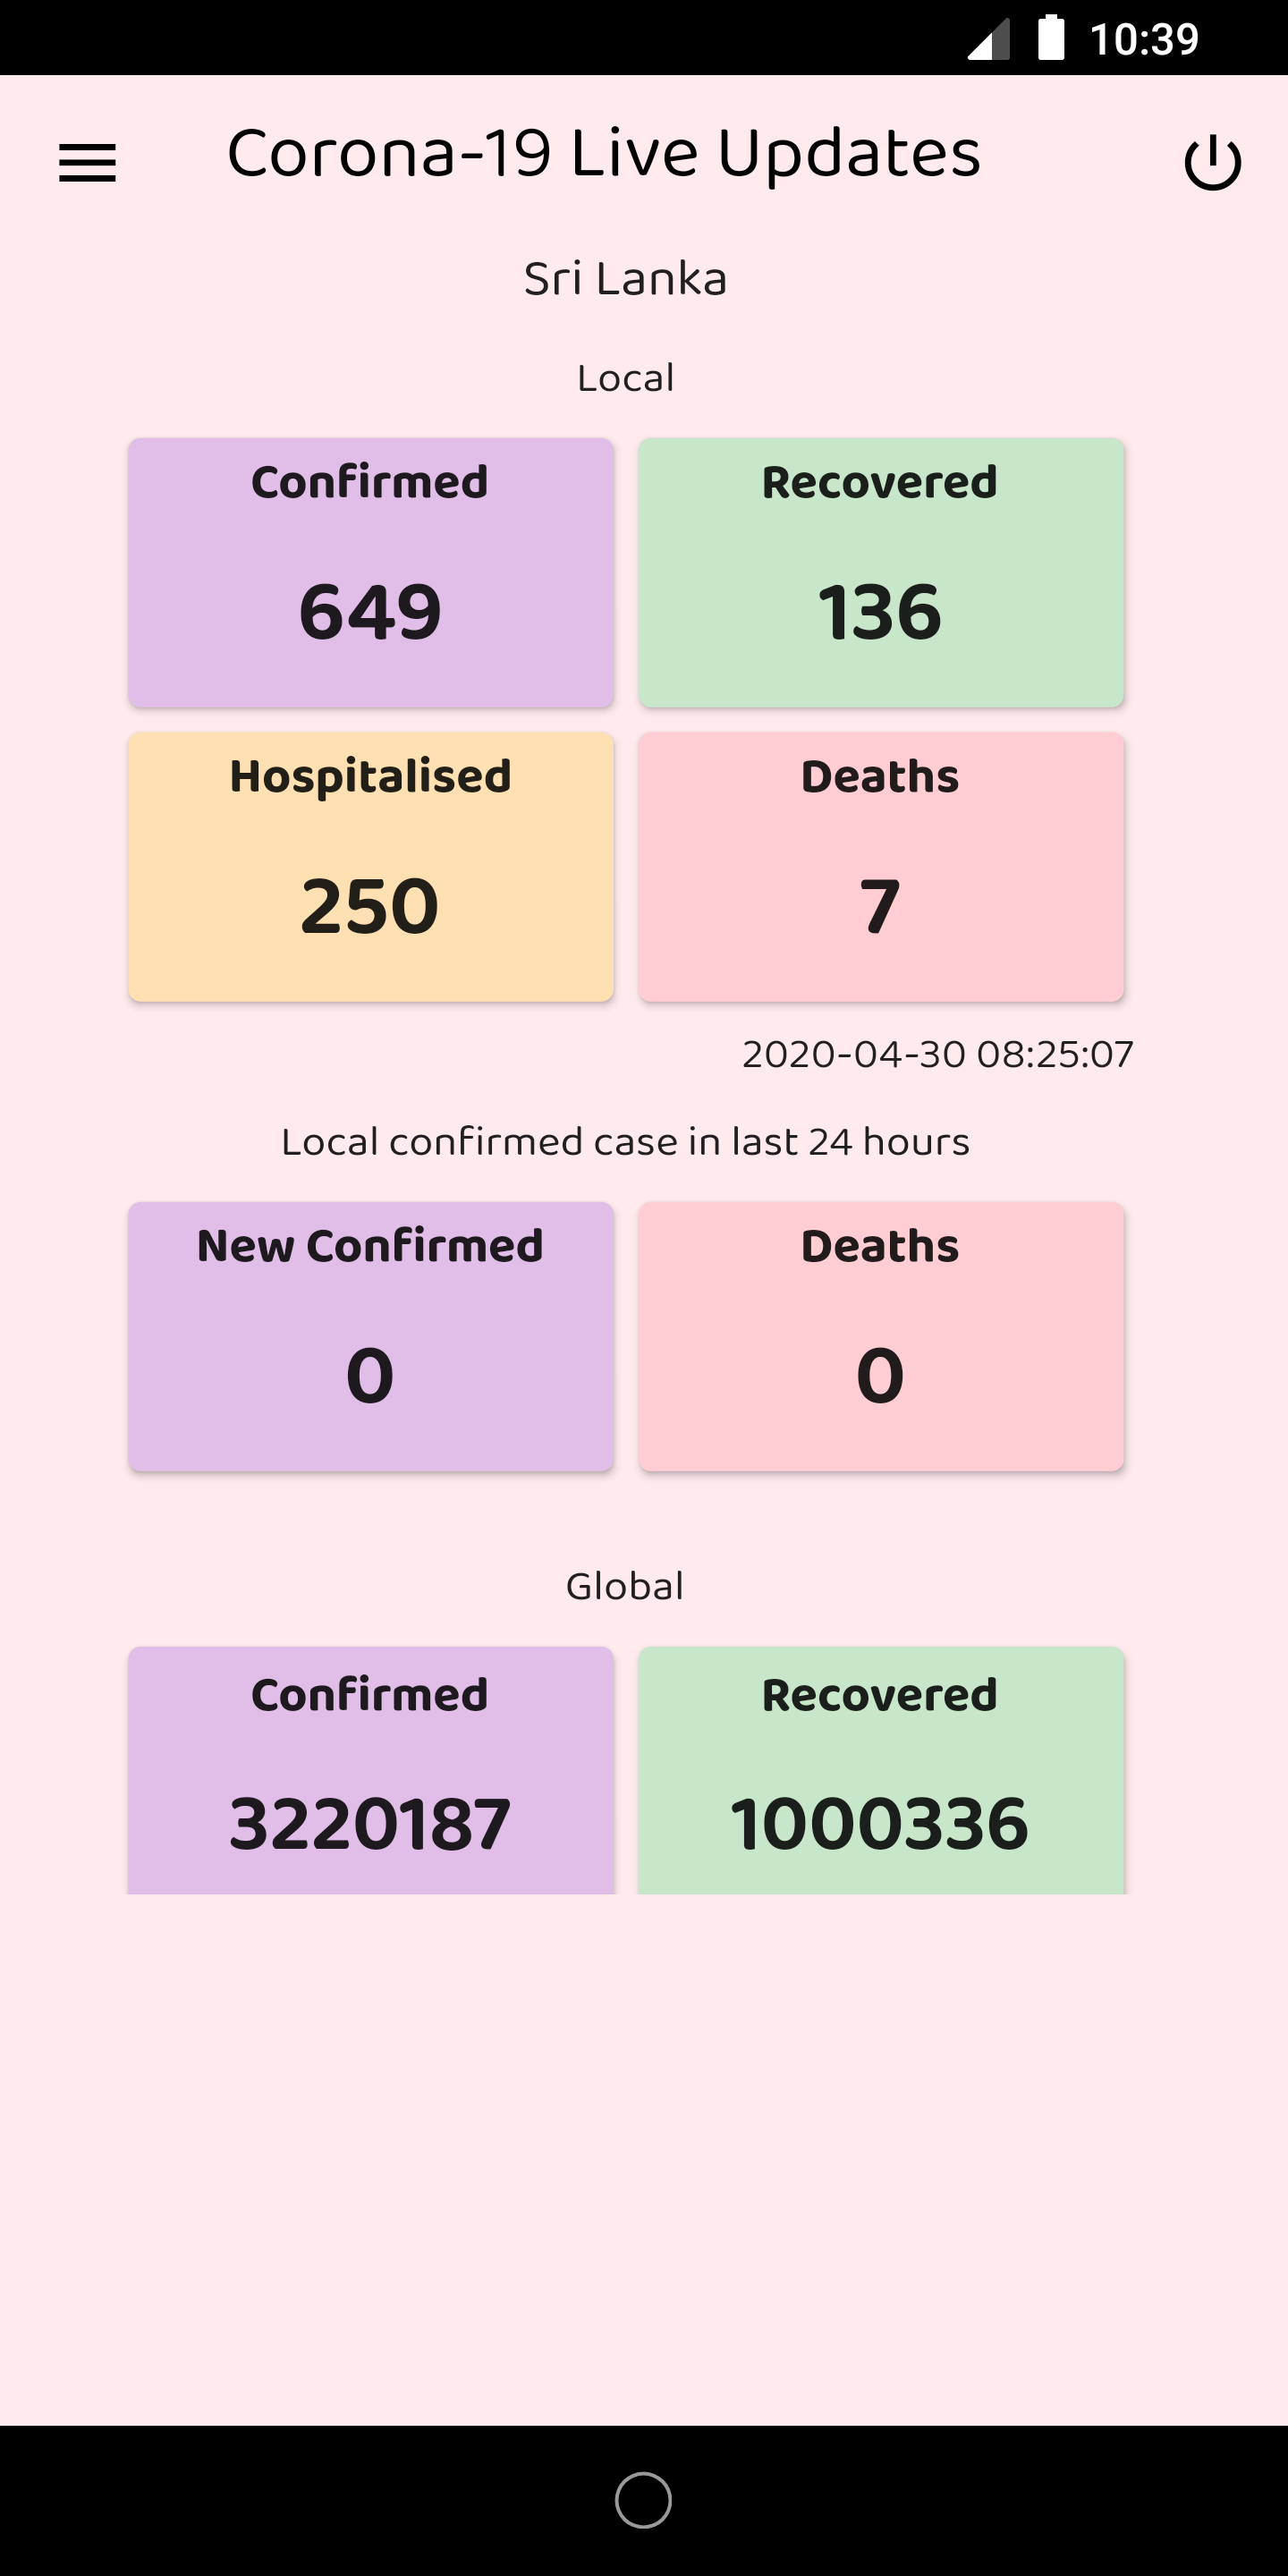 10:39
Corona-19 Live Updates
Sri Lanka
Local
Confirmed
Recovered
649
136
Hospitalised
Deaths
250
7
2020-04-30 08:25:07
Local confirmed case in last 24 hours
New Confirmed
Deaths
0
0
Global
Confirmed
Recovered
3220187
1000336